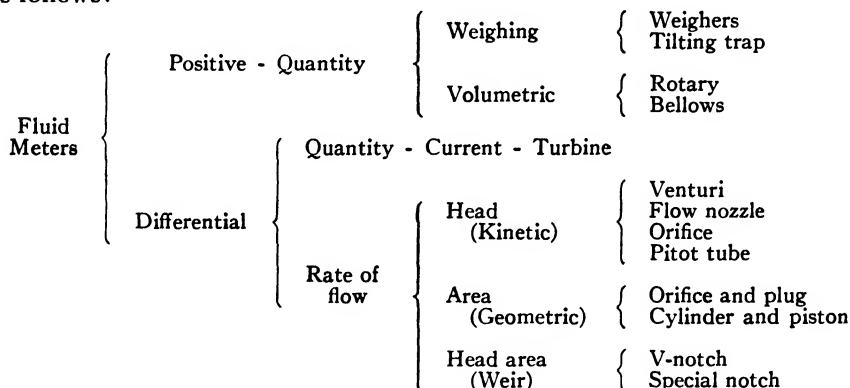 s follows:
Weighing
Weighers
Tilting trap
Positive - Quantity
Volumetric
Rotary
Bellows
Fluid
Meters
Quantity - Current - Turbine
Differential
Head
(Kinetic)
Venturi
Flow nozzle
Orifice
Pitot tube
Rate of
flow
Area
(Geometric)
Orifice and plug
Cylinder and piston
Head area
(Weir)
V-notch
Special notch